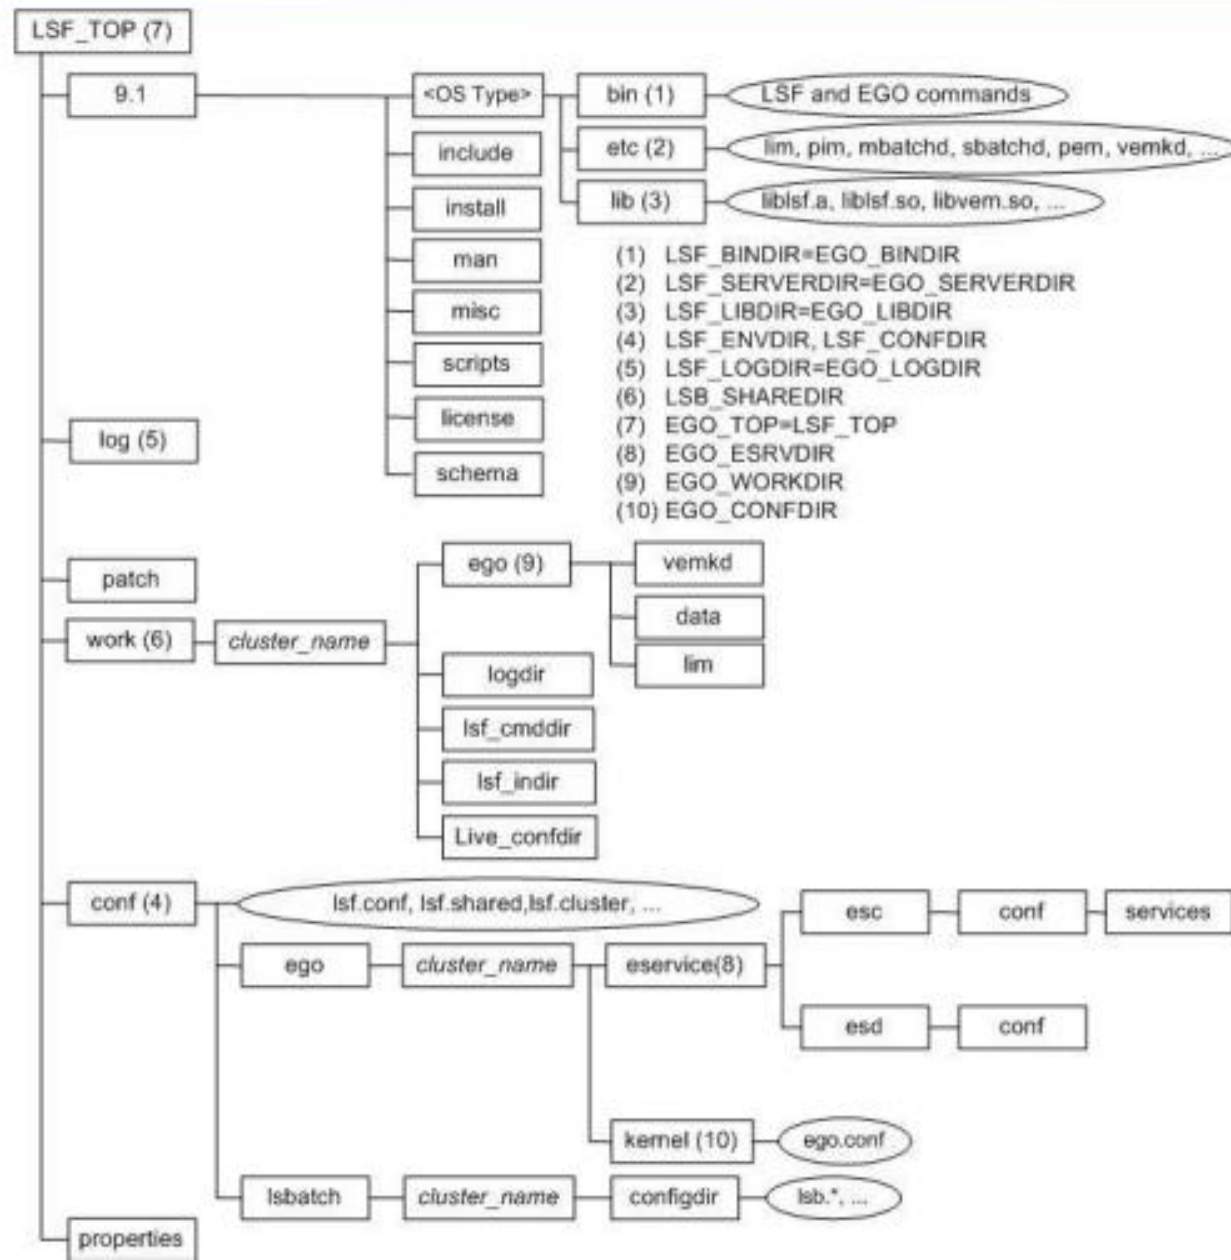 LSF_TOP (7)
9.1
<OS Type>
bin (1)
LSF and EGO commands
include
etc (2)
lim, pim, mbatchd, sbatchd, pem, vemkd, ...
install
lib (3)
liblsf.a, liblsf.so, libvem.so, ...
man
misc
scripts
license
schema
(1) LSF_BINDIR=EGO_BINDIR
(2) LSF_SERVERDIR=EGO_SERVERDIR
(3) LSF_LIBDIR=EGO_LIBDIR
(4) LSF_ENVDIR, LSF_CONFDIR
(5) LSF_LOGDIR=EGO_LOGDIR
(6) LSB_SHAREDIR
(7) EGO_TOP=LSF_TOP
(8) EGO_ESRVDIR
(9) EGO_WORKDIR
(10) EGO_CONFDIR
log (5)
patch
work (6)
cluster_name
ego (9)
vemkd
data
lim
logdir
lsf_cmddir
lsf_indir
Live_confdir
conf (4)
lsf.conf, lsf.shared,lsf.cluster, ...
ego
cluster_name
eservice(8)
esc
conf
services
esd
conf
kernel (10)
ego.conf
lsbatch
cluster_name
configdir
lsb.*, ...
properties